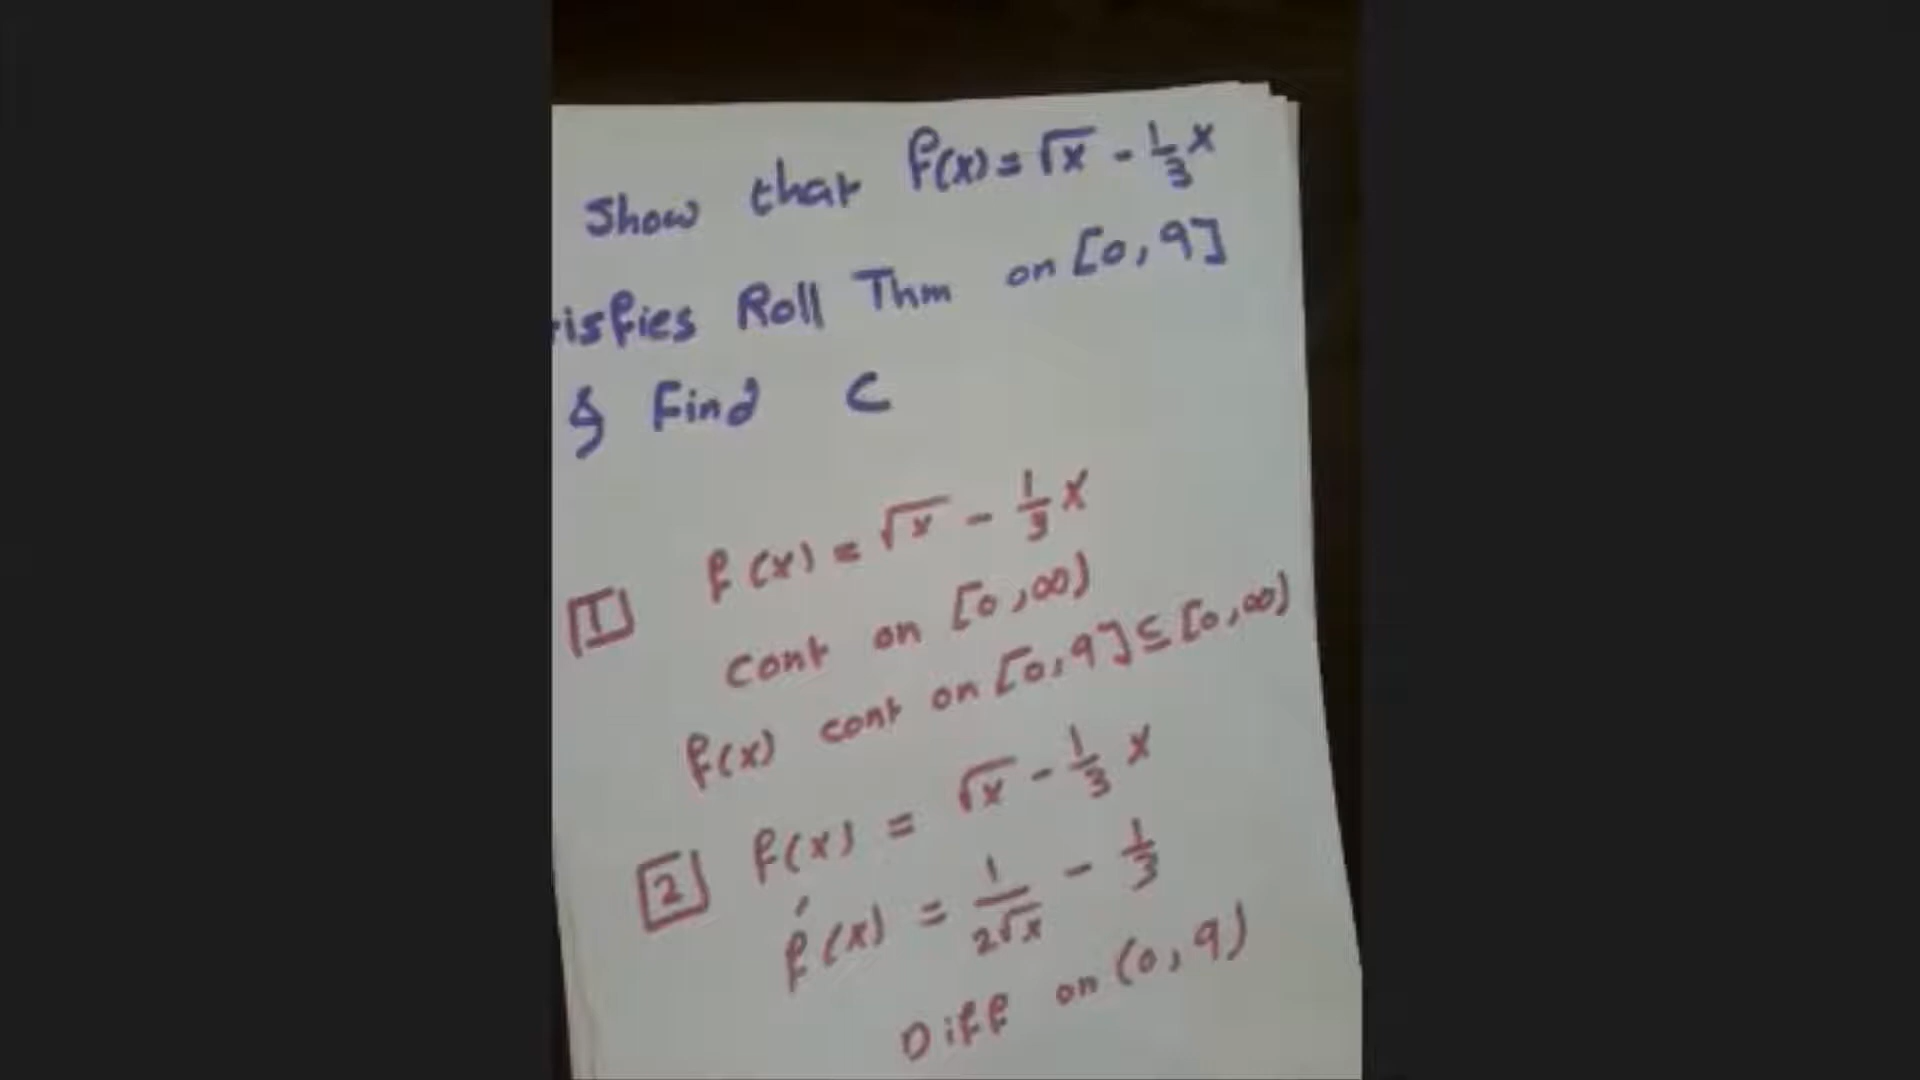 Show that f(x) = √x - 1/3 x
isfies Roll Thm on [0, 9]
& Find C
f(x) = √x - 1/3 x
1
cont on [0, ∞)
f(x) cont on [0, 9] ⊆ [0, ∞)
2 f(x) = √x - 1/3 x
f'(x) = 1/2√x - 1/3
Diff on (0, 9)